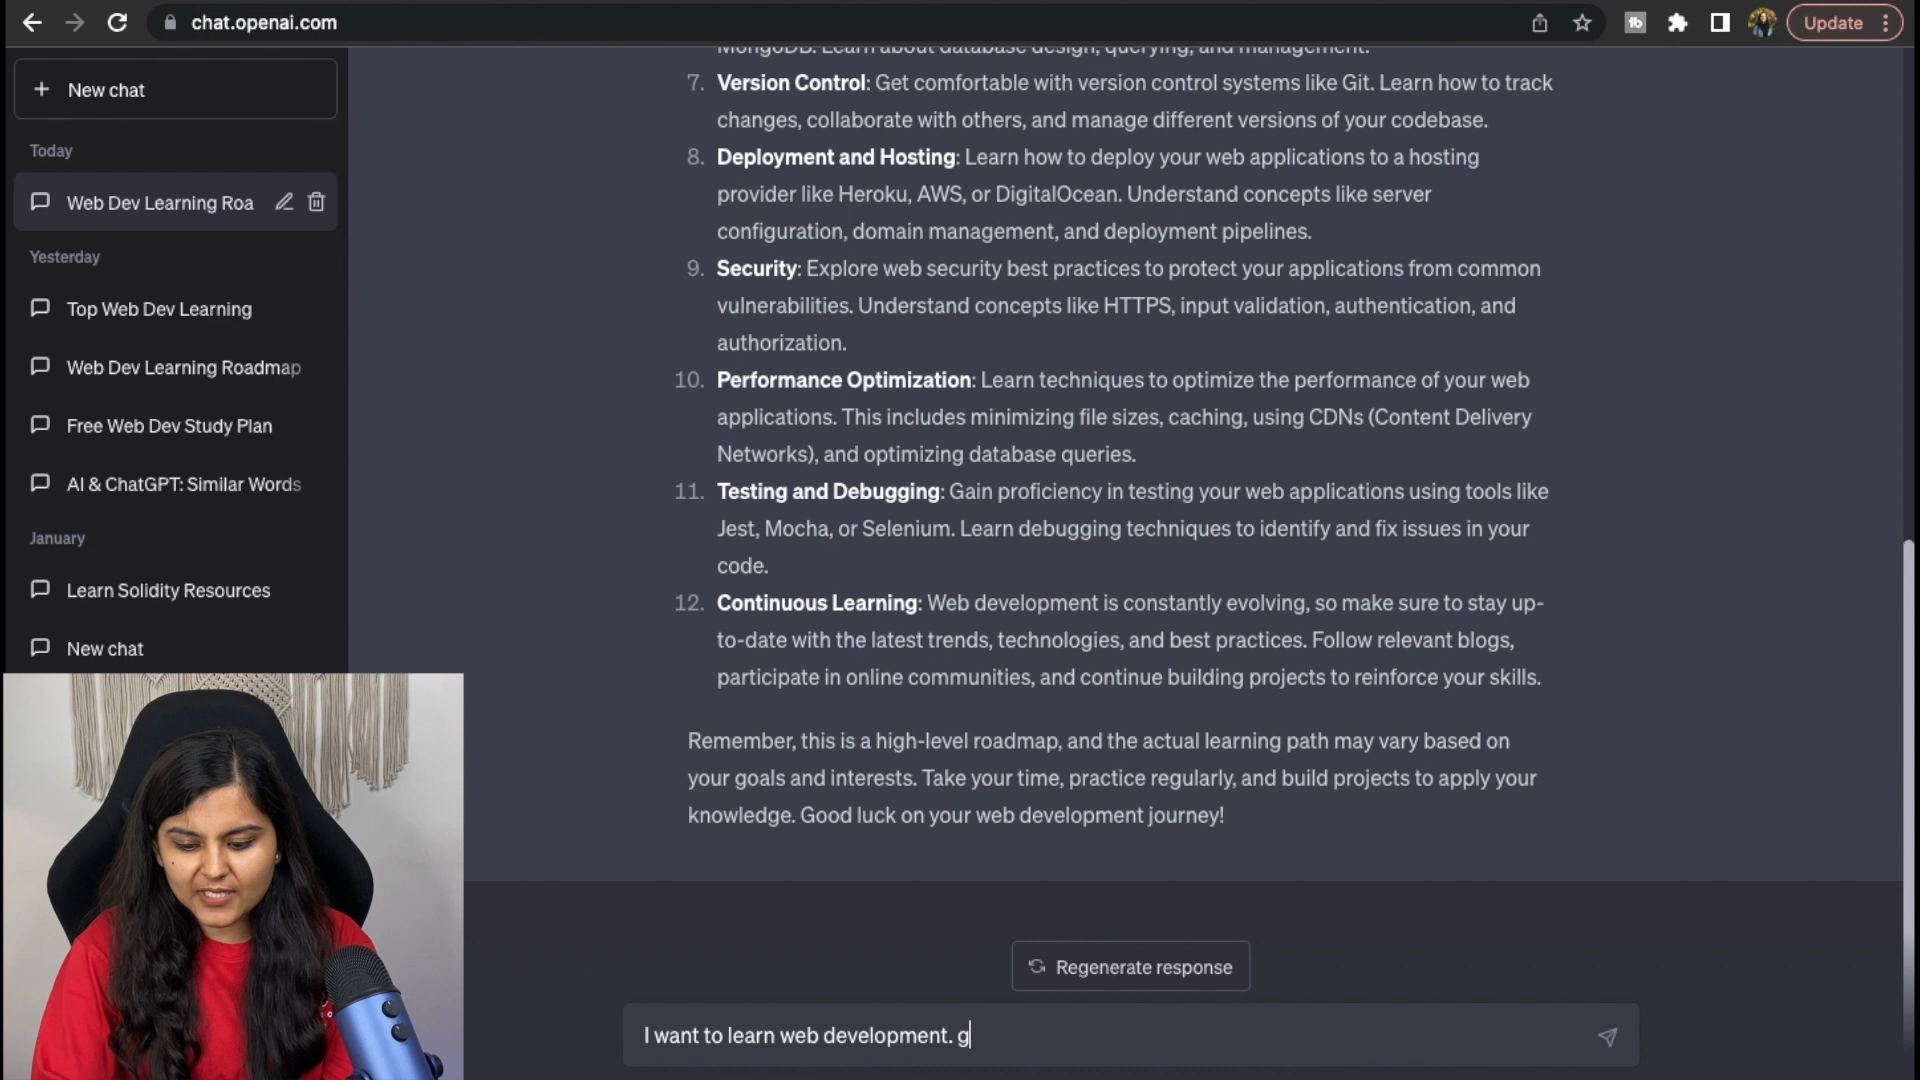 chat.openai.com
Update
New chat
Today
Web Dev Learning Roa
Yesterday
Top Web Dev Learning
Web Dev Learning Roadmap
Free Web Dev Study Plan
AI & ChatGPT: Similar Words
January
Learn Solidity Resources
New chat
MongoDB. Learn about database design, querying, and management.
7. Version Control: Get comfortable with version control systems like Git. Learn how to track
changes, collaborate with others, and manage different versions of your codebase.
8. Deployment and Hosting: Learn how to deploy your web applications to a hosting
provider like Heroku, AWS, or DigitalOcean. Understand concepts like server
configuration, domain management, and deployment pipelines.
9. Security: Explore web security best practices to protect your applications from common
vulnerabilities. Understand concepts like HTTPS, input validation, authentication, and
authorization.
10. Performance Optimization: Learn techniques to optimize the performance of your web
applications. This includes minimizing file sizes, caching, using CDNs (Content Delivery
Networks), and optimizing database queries.
11. Testing and Debugging: Gain proficiency in testing your web applications using tools like
Jest, Mocha, or Selenium. Learn debugging techniques to identify and fix issues in your
code.
12. Continuous Learning: Web development is constantly evolving, so make sure to stay up-
to-date with the latest trends, technologies, and best practices. Follow relevant blogs,
participate in online communities, and continue building projects to reinforce your skills.
Remember, this is a high-level roadmap, and the actual learning path may vary based on
your goals and interests. Take your time, practice regularly, and build projects to apply your
knowledge. Good luck on your web development journey!
Regenerate response
I want to learn web development. g